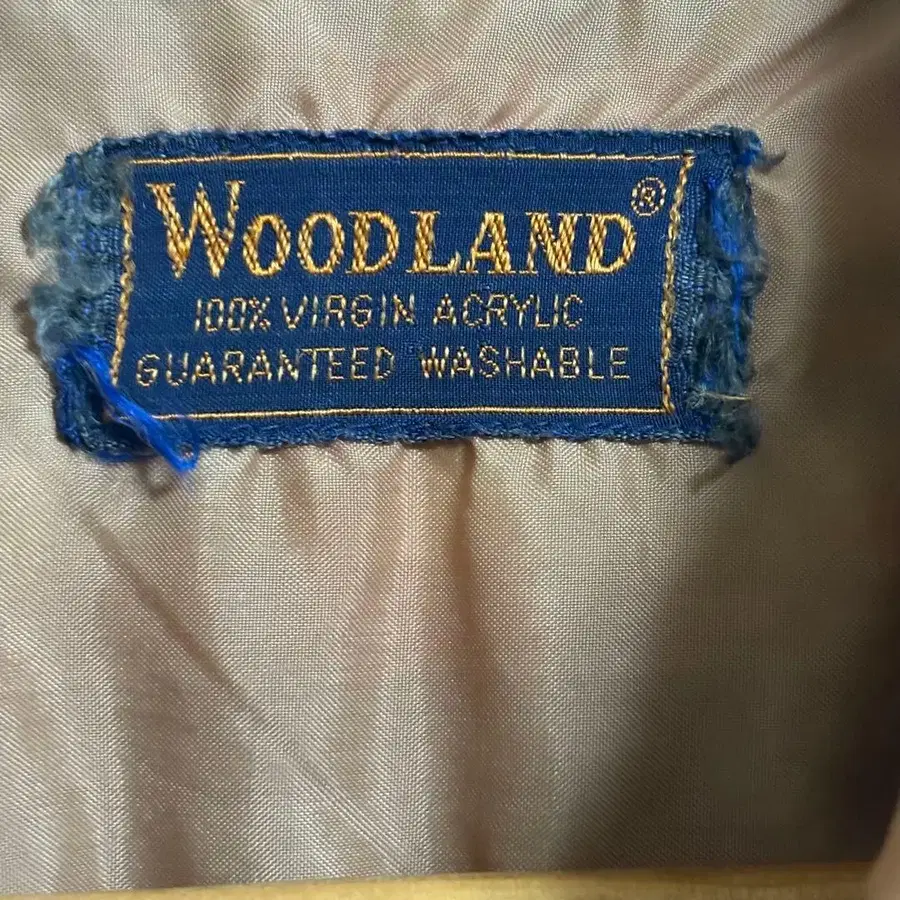 WOODLAND®
100% VIRGIN ACRYLIC
GUARANTEED WASHABLE